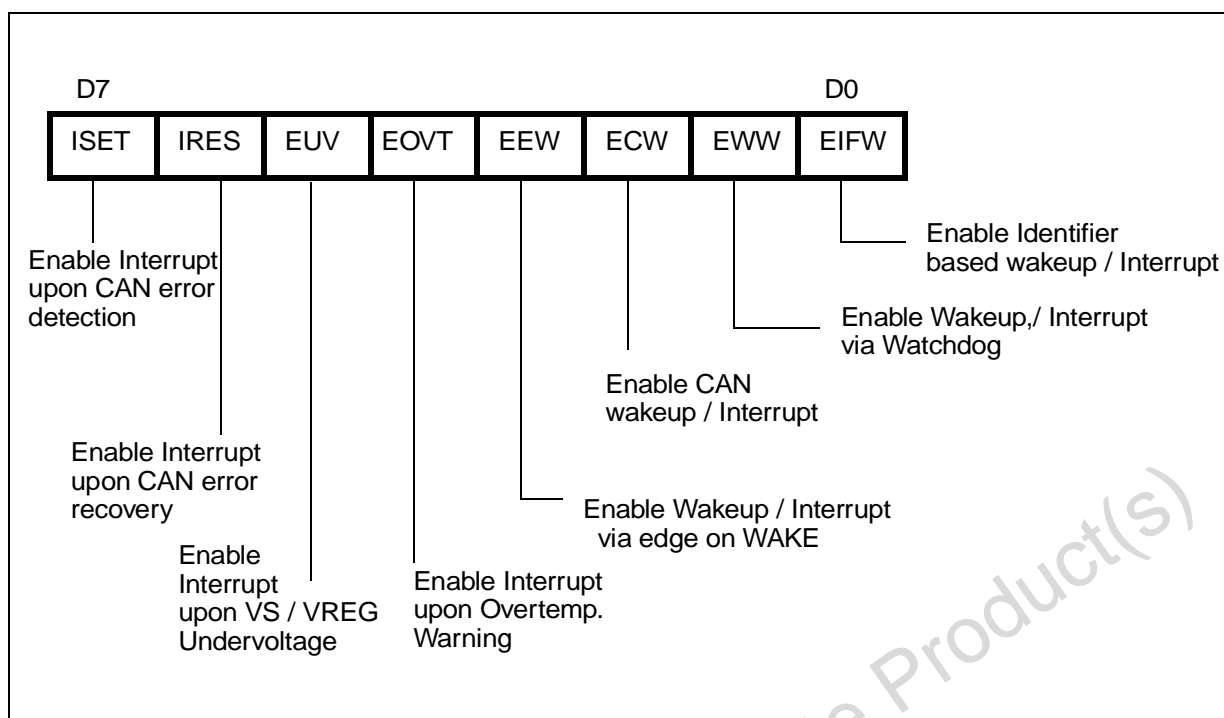 D7
D0
ISET IRES EUV EOVT EEW ECW EWW EIFW
Enable Identifier
based wakeup / Interrupt
Enable Interrupt
upon CAN error
detection
Enable Wakeup,/ Interrupt
via Watchdog
Enable CAN
wakeup / Interrupt
Enable Interrupt
upon CAN error
recovery
Enable Wakeup / Interrupt
via edge on WAKE
Enable
Interrupt
upon VS / VREG
Undervoltage
Enable Interrupt
upon Overtemp.
Warning
Product(s)